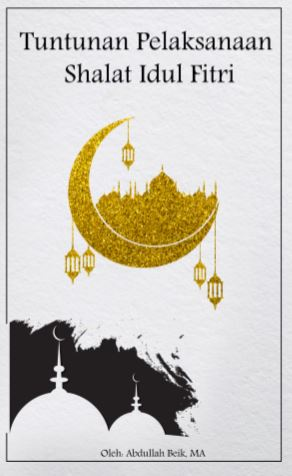 Tuntunan Pelaksanaan
Shalat Idul Fitri
Oleh: Abdullah Beik, MA